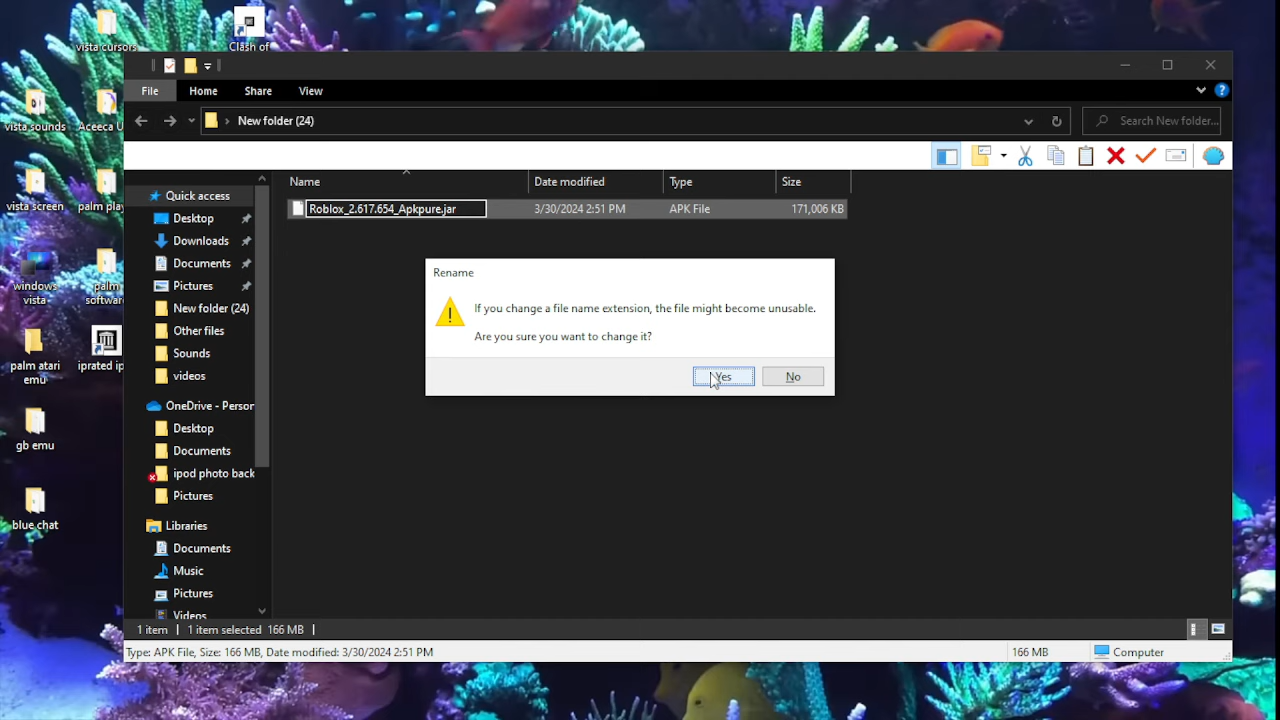 vista cursors
Clash of
vista sounds
Aceeca U
vista screen
palm play
windows
vista
palm
software
palm atari
emu
iprated ip
gb emu
blue chat
File
Home
Share
View
New folder (24)
Search New folder...
Name
Date modified
Type
Size
Roblox_2.617.654_Apkpure.jar
3/30/2024 2:51 PM
APK File
171,006 KB
Quick access
Desktop
Downloads
Documents
Pictures
New folder (24)
Other files
Sounds
videos
OneDrive - Person
Desktop
Documents
ipod photo back
Pictures
Libraries
Documents
Music
Pictures
Videos
Rename
If you change a file name extension, the file might become unusable.
Are you sure you want to change it?
Yes
No
1 item
1 item selected 166 MB
Type: APK File, Size: 166 MB, Date modified: 3/30/2024 2:51 PM
166 MB
Computer